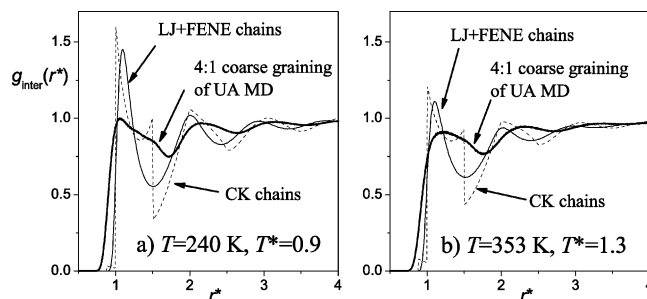 LJ+FENE chains
4:1 coarse graining
of UA MD
CK chains
g_inter(r*)
1.5
1.0
0.5
0.0
a) T=240 K, T*=0.9
1 2 3 4
r*
LJ+FENE chains
4:1 coarse graining
of UA MD
CK chains
1.5
1.0
0.5
0.0
b) T=353 K, T*=1.3
1 2 3 4
r*